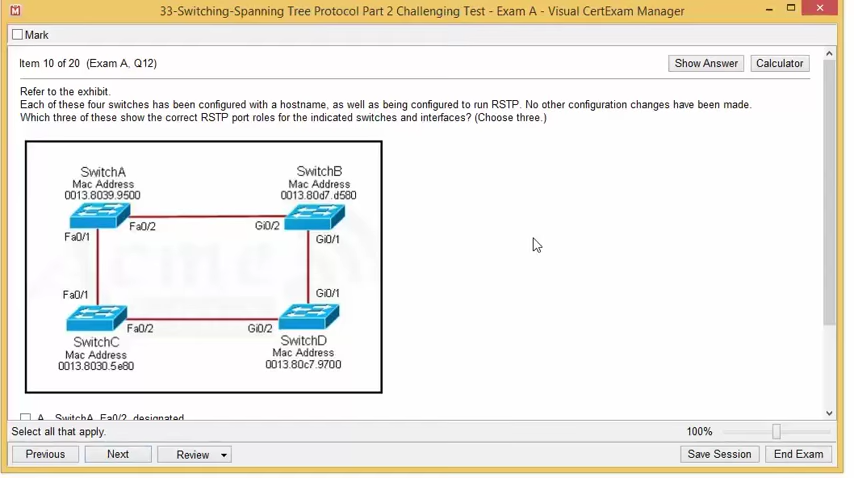 33-Switching-Spanning Tree Protocol Part 2 Challenging Test - Exam A - Visual CertExam Manager
Mark
Item 10 of 20 (Exam A, Q12)
Show Answer
Calculator
Refer to the exhibit.
Each of these four switches has been configured with a hostname, as well as being configured to run RSTP. No other configuration changes have been made.
Which three of these show the correct RSTP port roles for the indicated switches and interfaces? (Choose three.)
SwitchA
Mac Address
0013.8039.9500
SwitchB
Mac Address
0013.80d7.d580
Fa0/2
Gi0/2
Fa0/1
Gi0/1
Acme
Fa0/1
Gi0/1
Fa0/2
Gi0/2
SwitchC
Mac Address
0013.8030.5e80
SwitchD
Mac Address
0013.80c7.9700
A. SwitchA, Fa0/2, designated
Select all that apply.
100%
Previous
Next
Review
Save Session
End Exam